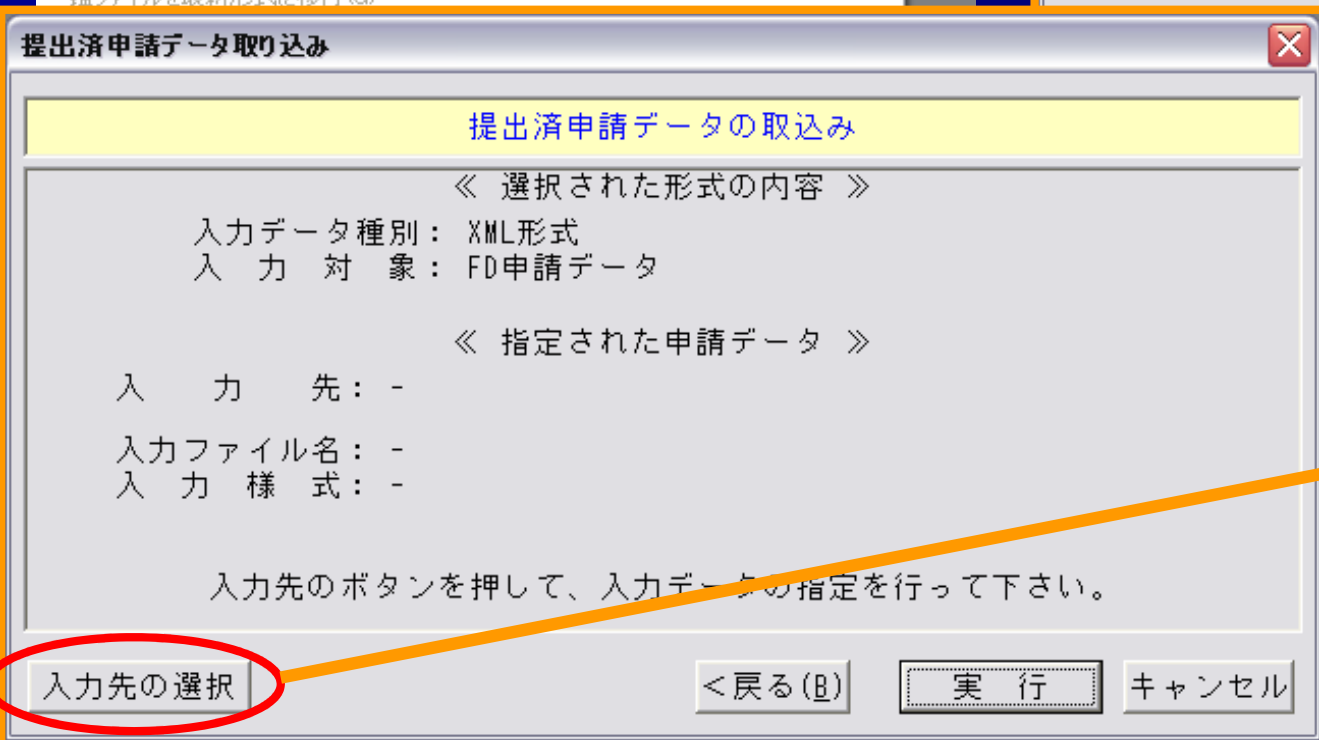 提出済申請データ取り込み
提出済申請データの取込み
≪ 選択された形式の内容 ≫
入力データ種別： XML形式
入 力 対 象： FD申請データ
≪ 指定された申請データ ≫
入 力 先： -
入力ファイル名： -
入 力 様 式： -
入力先のボタンを押して、入力データの指定を行って下さい。
入力先の選択 <戻る(B) 実 行 キャンセル